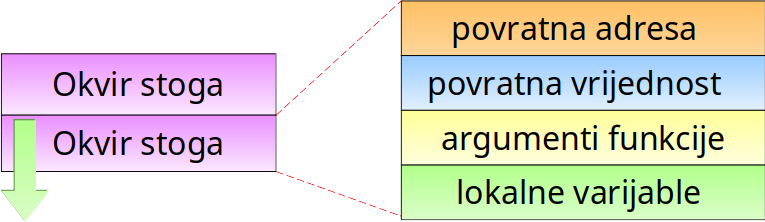 Okvir stoga
Okvir stoga
povratna adresa
povratna vrijednost
argumenti funkcije
lokalne varijable